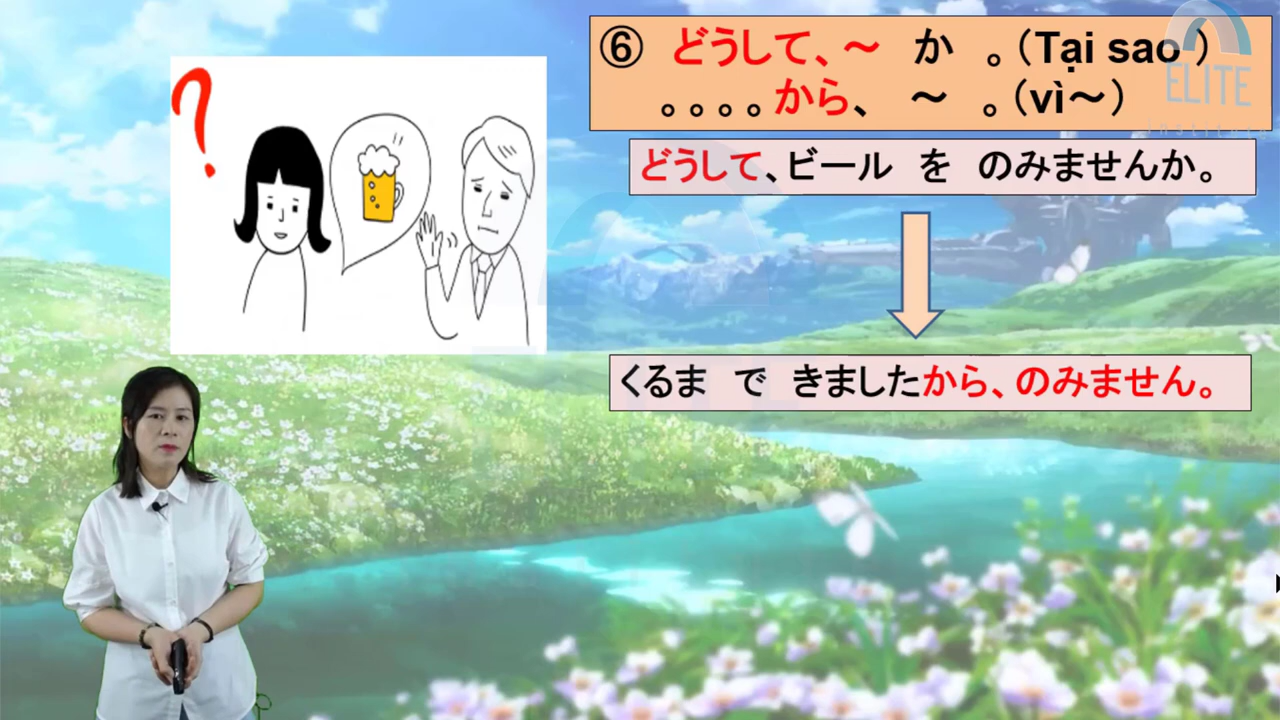 ⑥ どうして、～ か 。（Tại sao ）
。。。。から、 ～ 。（vì～）
ELITE
Institute
どうして、ビール を のみませんか。
くるま で きましたから、のみません。